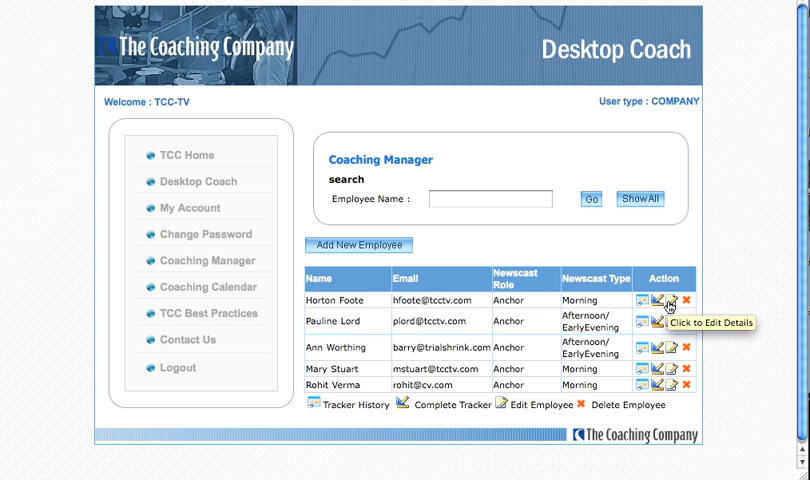 The Coaching Company
Desktop Coach
Welcome : TCC-TV
User type : COMPANY
TCC Home
Desktop Coach
My Account
Change Password
Coaching Manager
Coaching Calendar
TCC Best Practices
Contact Us
Logout
Coaching Manager
search
Employee Name :
Go
Show All
Add New Employee
Name Email Newscast Role Newscast Type Action
Horton Foote hfoote@tcctv.com Anchor Morning
Click to Edit Details
Pauline Lord plord@tcctv.com Anchor Afternoon/ EarlyEvening
Ann Worthing barry@trialshrink.com Anchor Afternoon/ EarlyEvening
Mary Stuart mstuart@tcctv.com Anchor Morning
Rohit Verma rohit@cv.com Anchor Morning
Tracker History Complete Tracker Edit Employee Delete Employee
The Coaching Company